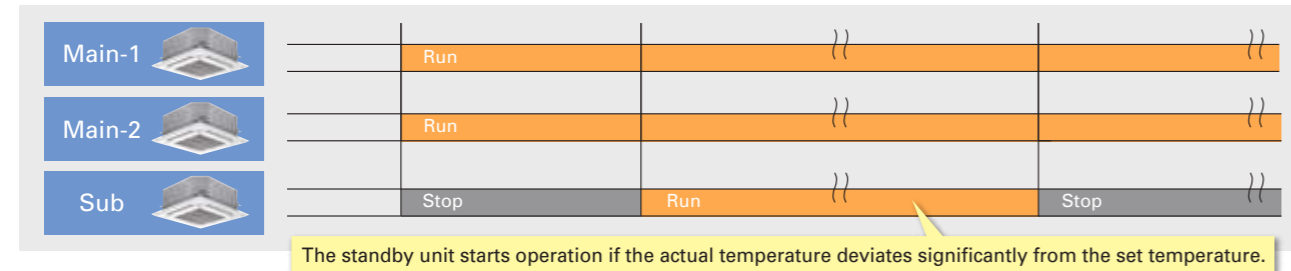 Main-1
Run
Main-2
Run
Sub
Stop
Run
Stop
The standby unit starts operation if the actual temperature deviates significantly from the set temperature.